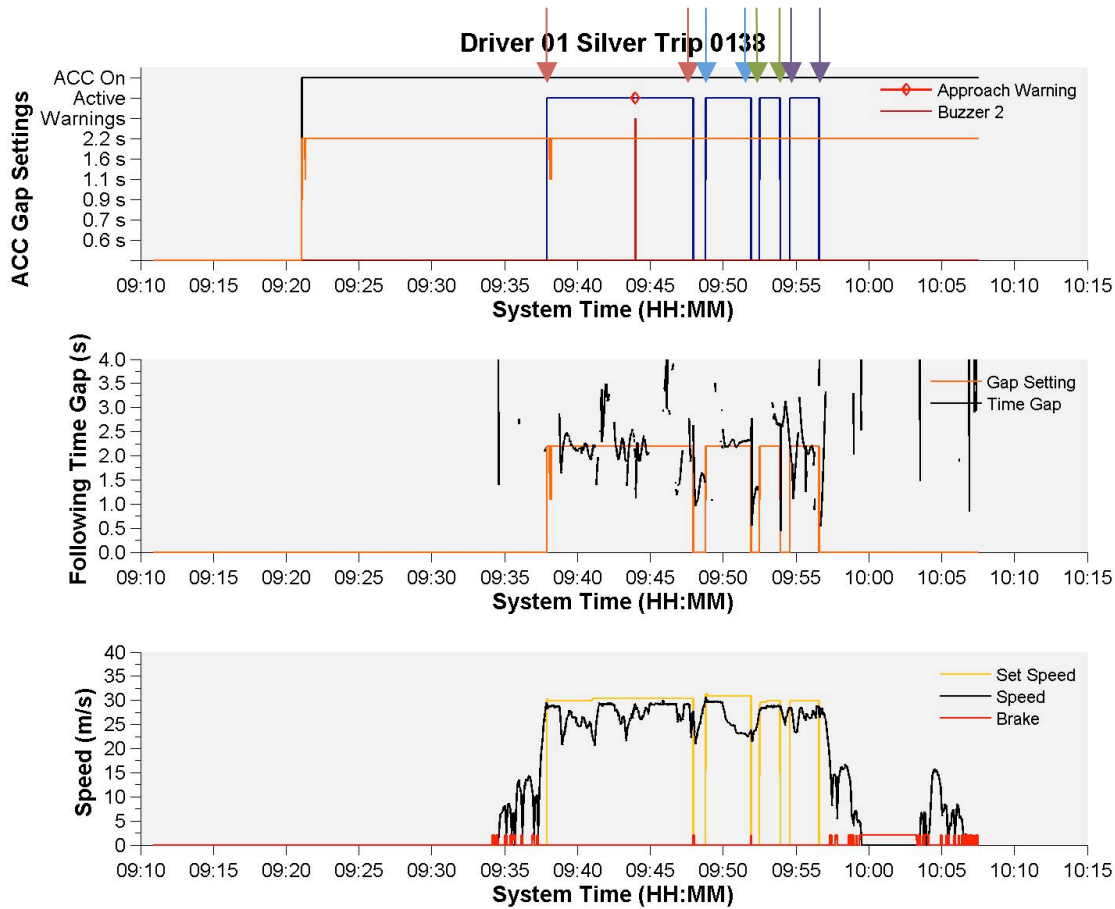 Driver 01 Silver Trip 0138
ACC Gap Settings
ACC On
Active
Warnings
2.2 s
1.6 s
1.1 s
0.9 s
0.7 s
0.6 s
Approach Warning
Buzzer 2
09:10 09:15 09:20 09:25 09:30 09:35 09:40 09:45 09:50 09:55 10:00 10:05 10:10 10:15
System Time (HH:MM)
Following Time Gap (s)
4.0
3.5
3.0
2.5
2.0
1.5
1.0
0.5
0.0
Gap Setting
Time Gap
09:10 09:15 09:20 09:25 09:30 09:35 09:40 09:45 09:50 09:55 10:00 10:05 10:10 10:15
System Time (HH:MM)
Speed (m/s)
40
35
30
25
20
15
10
5
0
Set Speed
Speed
Brake
09:10 09:15 09:20 09:25 09:30 09:35 09:40 09:45 09:50 09:55 10:00 10:05 10:10 10:15
System Time (HH:MM)